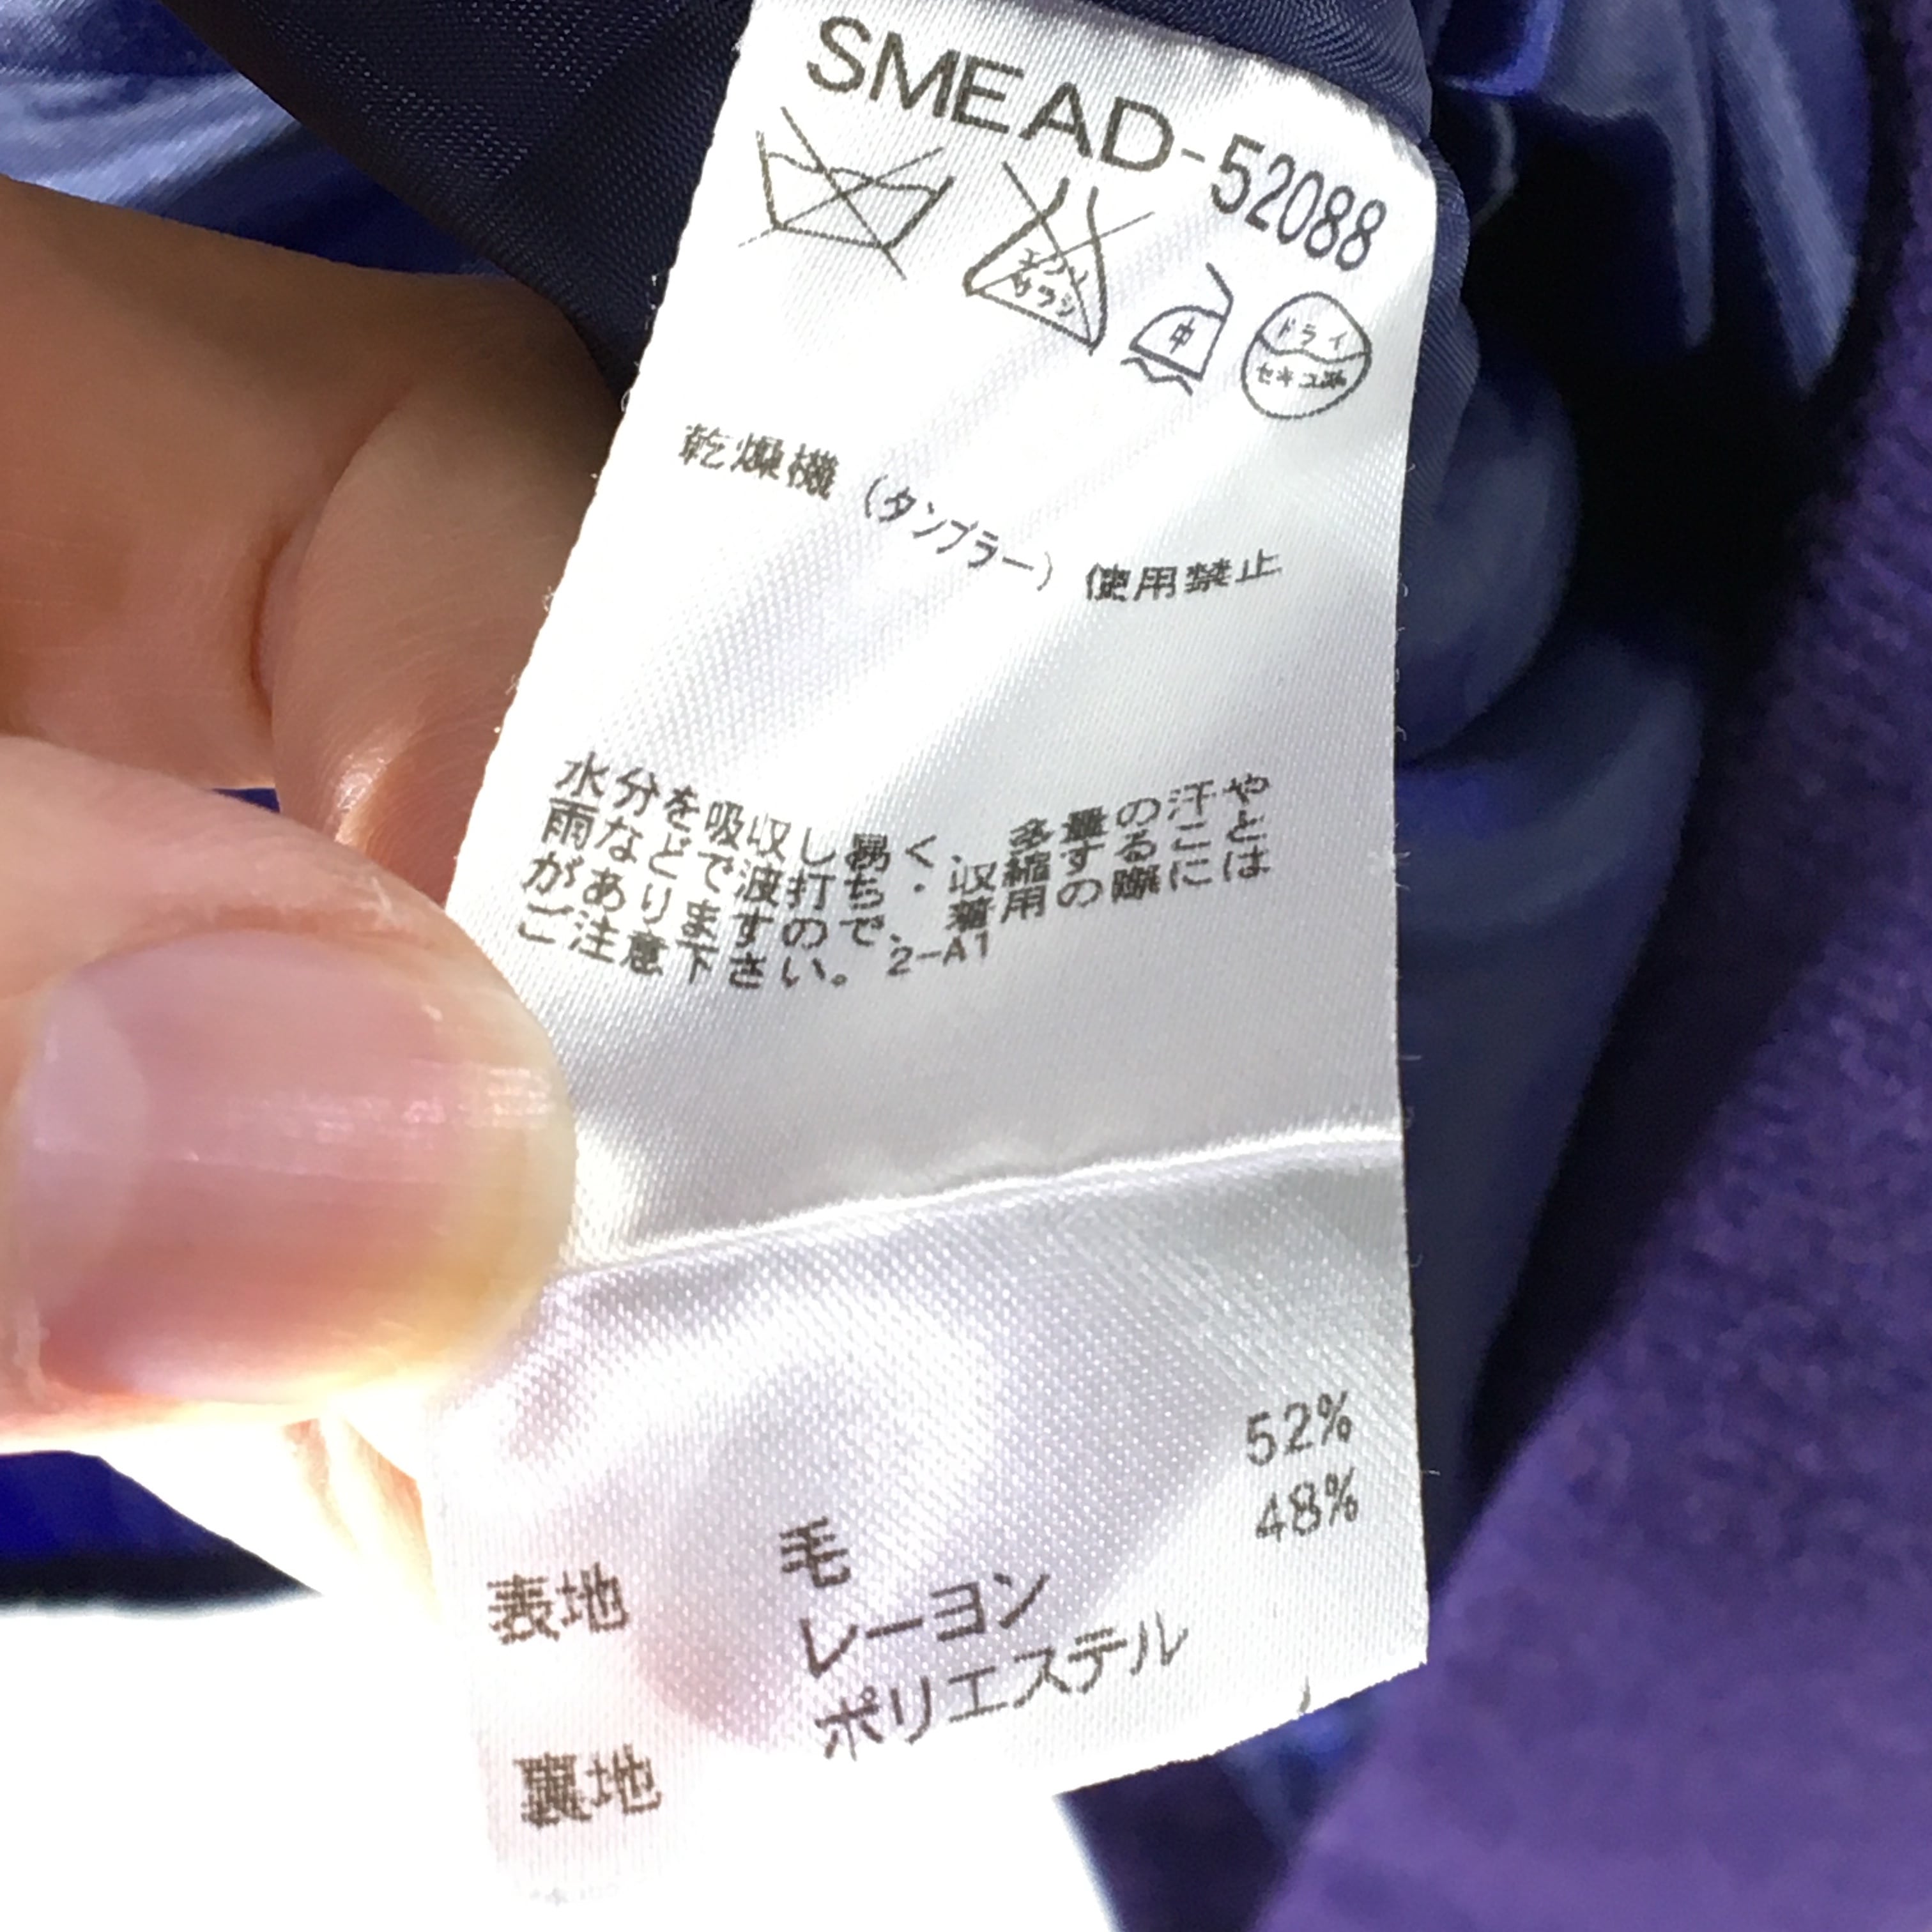 SMEAD-52088
エンソ
サラシ
中
ドライ
セキユ系
乾燥機(タンブラー)使用禁止
水分を吸収し易く、多量の汗や
雨などで波打ち・収縮すること
がありますので、着用の際には
ご注意下さい。2-A1
表地 毛 52%
レーヨン 48%
裏地 ポリエステル